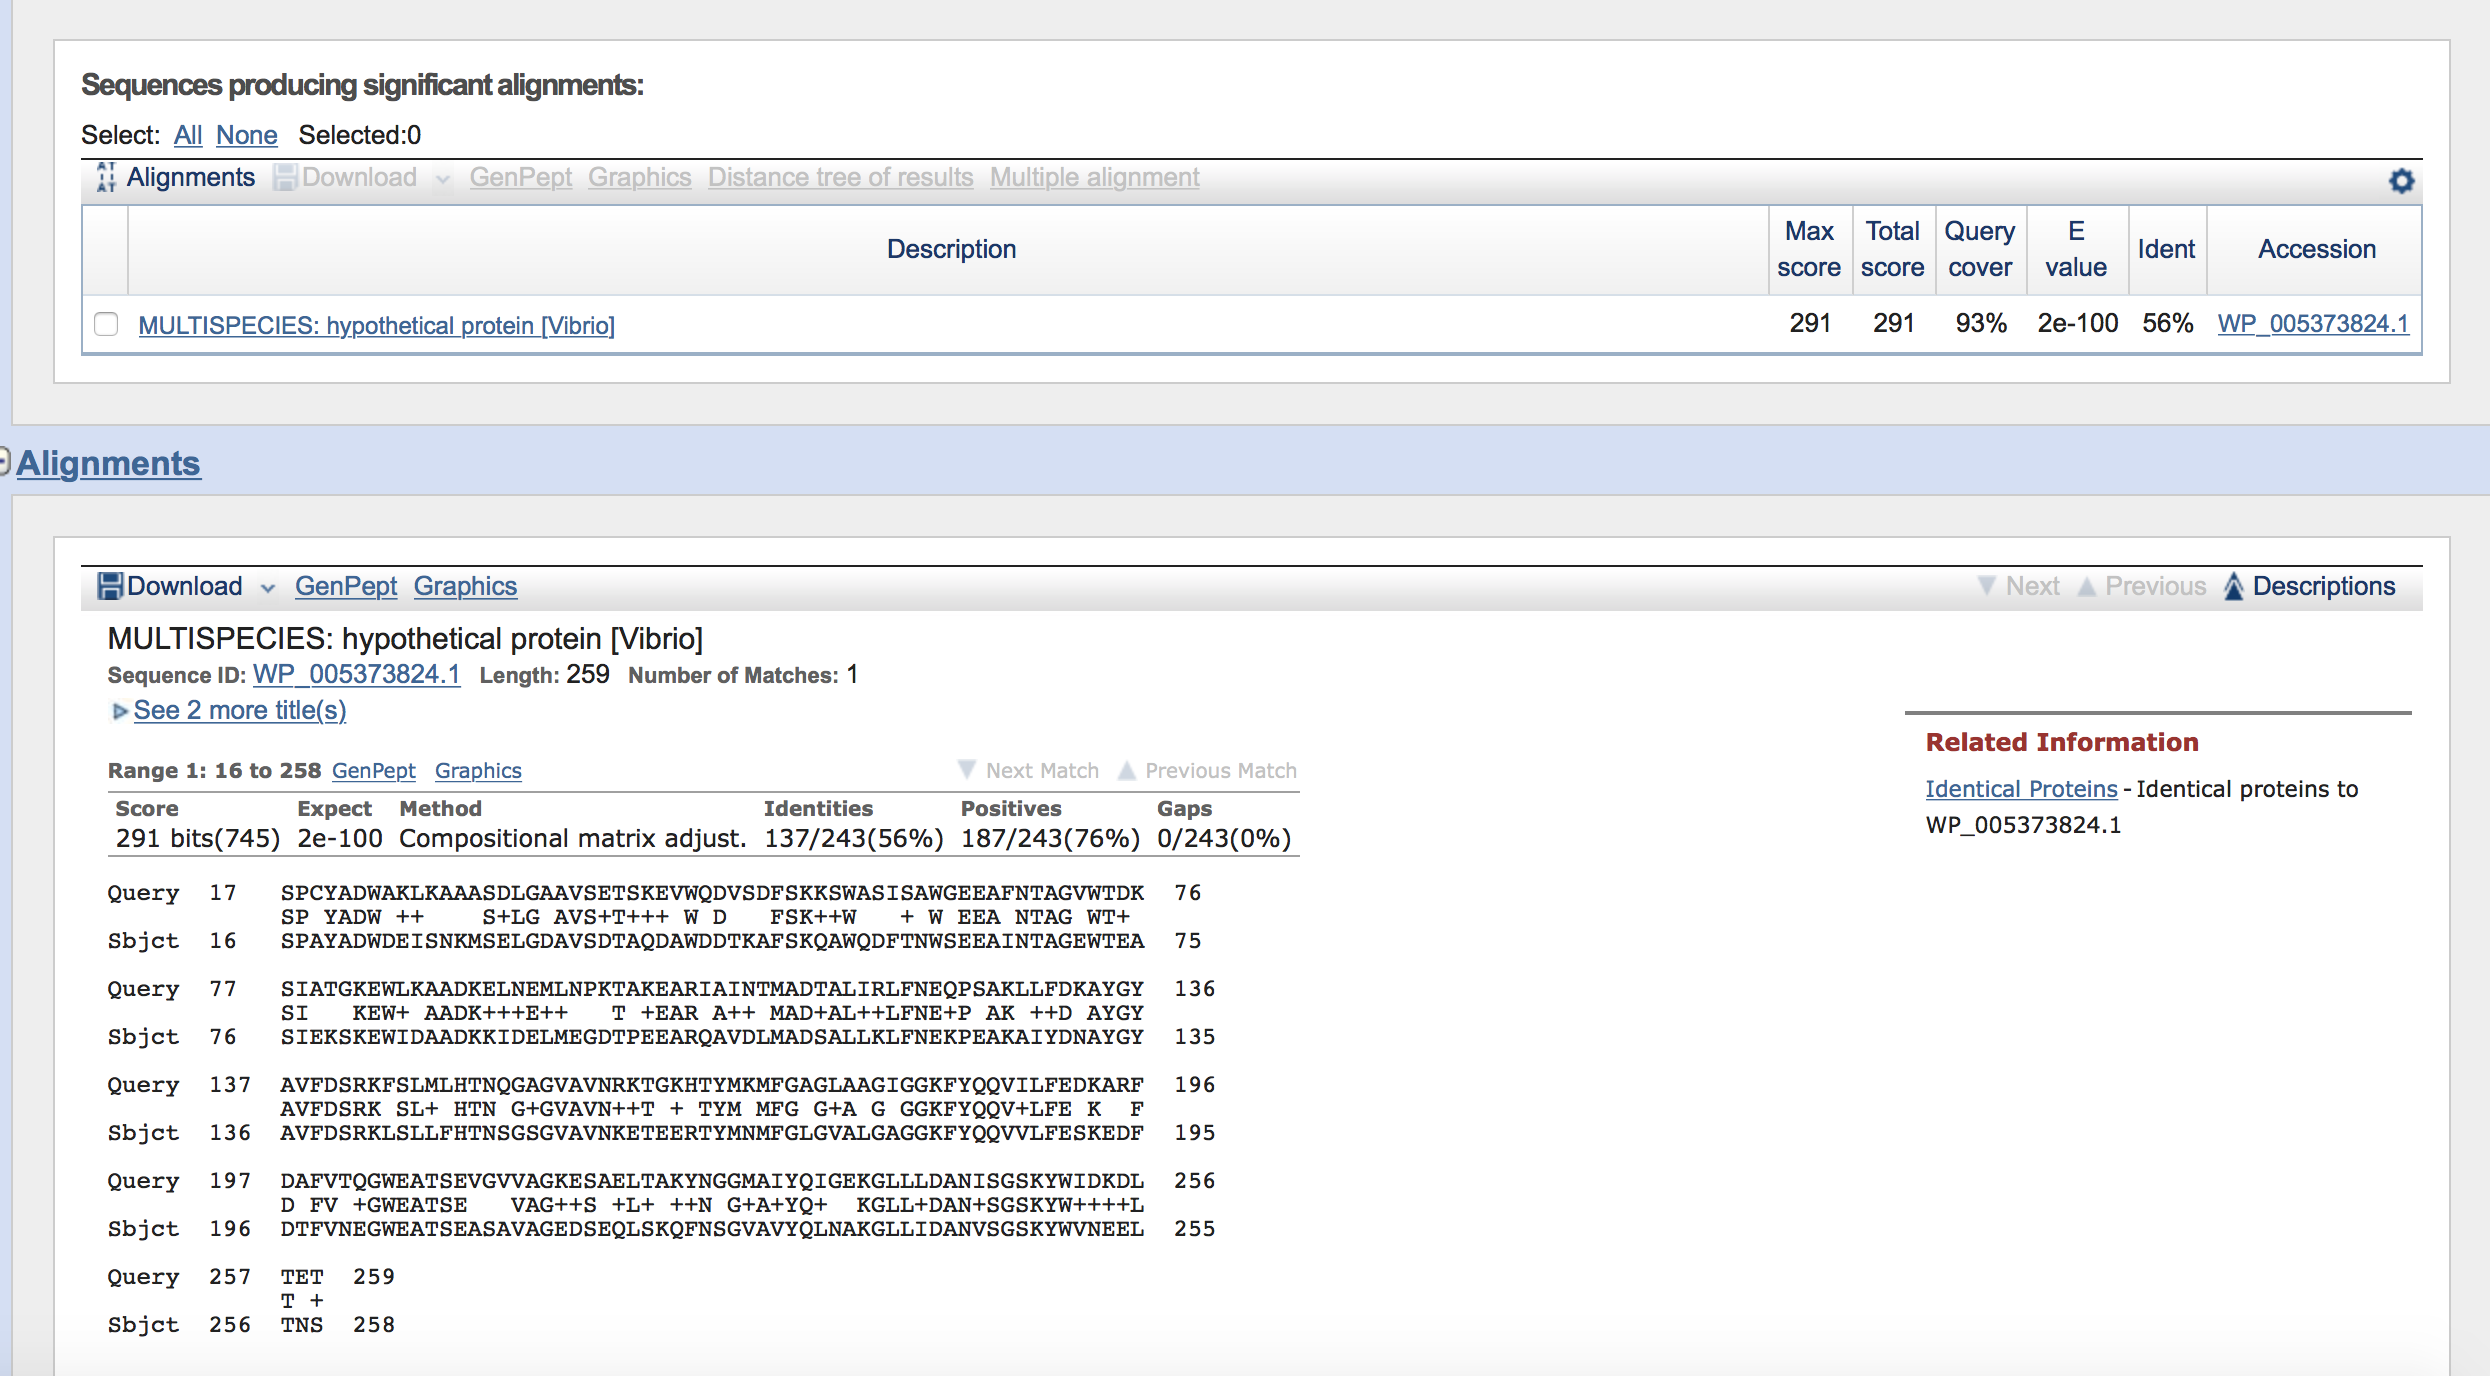 Sequences producing significant alignments:
Select: All None Selected:0
Alignments Download GenPept Graphics Distance tree of results Multiple alignment
Description Max score Total score Query cover E value Ident Accession
MULTISPECIES: hypothetical protein [Vibrio] 291 291 93% 2e-100 56% WP_005373824.1
Alignments
Download GenPept Graphics Next Previous Descriptions
MULTISPECIES: hypothetical protein [Vibrio]
Sequence ID: WP_005373824.1 Length: 259 Number of Matches: 1
See 2 more title(s)
Range 1: 16 to 258 GenPept Graphics Next Match Previous Match
Score Expect Method Identities Positives Gaps
291 bits(745) 2e-100 Compositional matrix adjust. 137/243(56%) 187/243(76%) 0/243(0%)
Query 17 SPCYADWAKLKAAASDLGAAVSETSKEVWQDVSDFSKKSWASISAWGEEAFNTAGVWTDK 76
SP YADW ++    S+LG AVS+T+++ W D   FSK++W   + W EEA NTAG WT+
Sbjct 16 SPAYADWDEISNKMSELGDAVSDTAQDAWDDTKAFSKQAWQDFTNWSEEAINTAGEWTEA 75
Query 77 SIATGKEWLKAADKELNEMLNPKTAKEARIAINTMADTALIRLFNEQPSAKLLFDKAYGY 136
SI   KEW+ AADK+++E++   T +EAR A++ MAD+AL++LFNE+P AK ++D AYGY
Sbjct 76 SIEKSKEWIDAADKKIDELMEGDTPEEARQAVDLMADSALLKLFNEKPEAKAIYDNAYGY 135
Query 137 AVFDSRKFSLMLHTNQGAGVAVNRKTGKHTYMKMFGAGLAAGIGGKFYQQVILFEDKARF 196
AVFDSRK SL+ HTN G+GVAVN++T + TYM MFG G+A G GGKFYQQV+LFE K  F
Sbjct 136 AVFDSRKLSLLFHTNSGSGVAVNKETEERTYMNMFGLGVALGAGGKFYQQVVLFESKEDF 195
Query 197 DAFVTQGWEATSEVGVVAGKESAELTAKYNGGMAIYQIGEKGLLLDANISGSKYWIDKDL 256
D FV +GWEATSE   VAG++S +L+ ++N G+A+YQ+  KGLL+DAN+SGSKYW++++L
Sbjct 196 DTFVNEGWEATSEASAVAGEDSEQLSKQFNSGVAVYQLNAKGLLIDANVSGSKYWVNEEL 255
Query 257 TET 259
T +
Sbjct 256 TNS 258
Related Information
Identical Proteins - Identical proteins to
WP_005373824.1